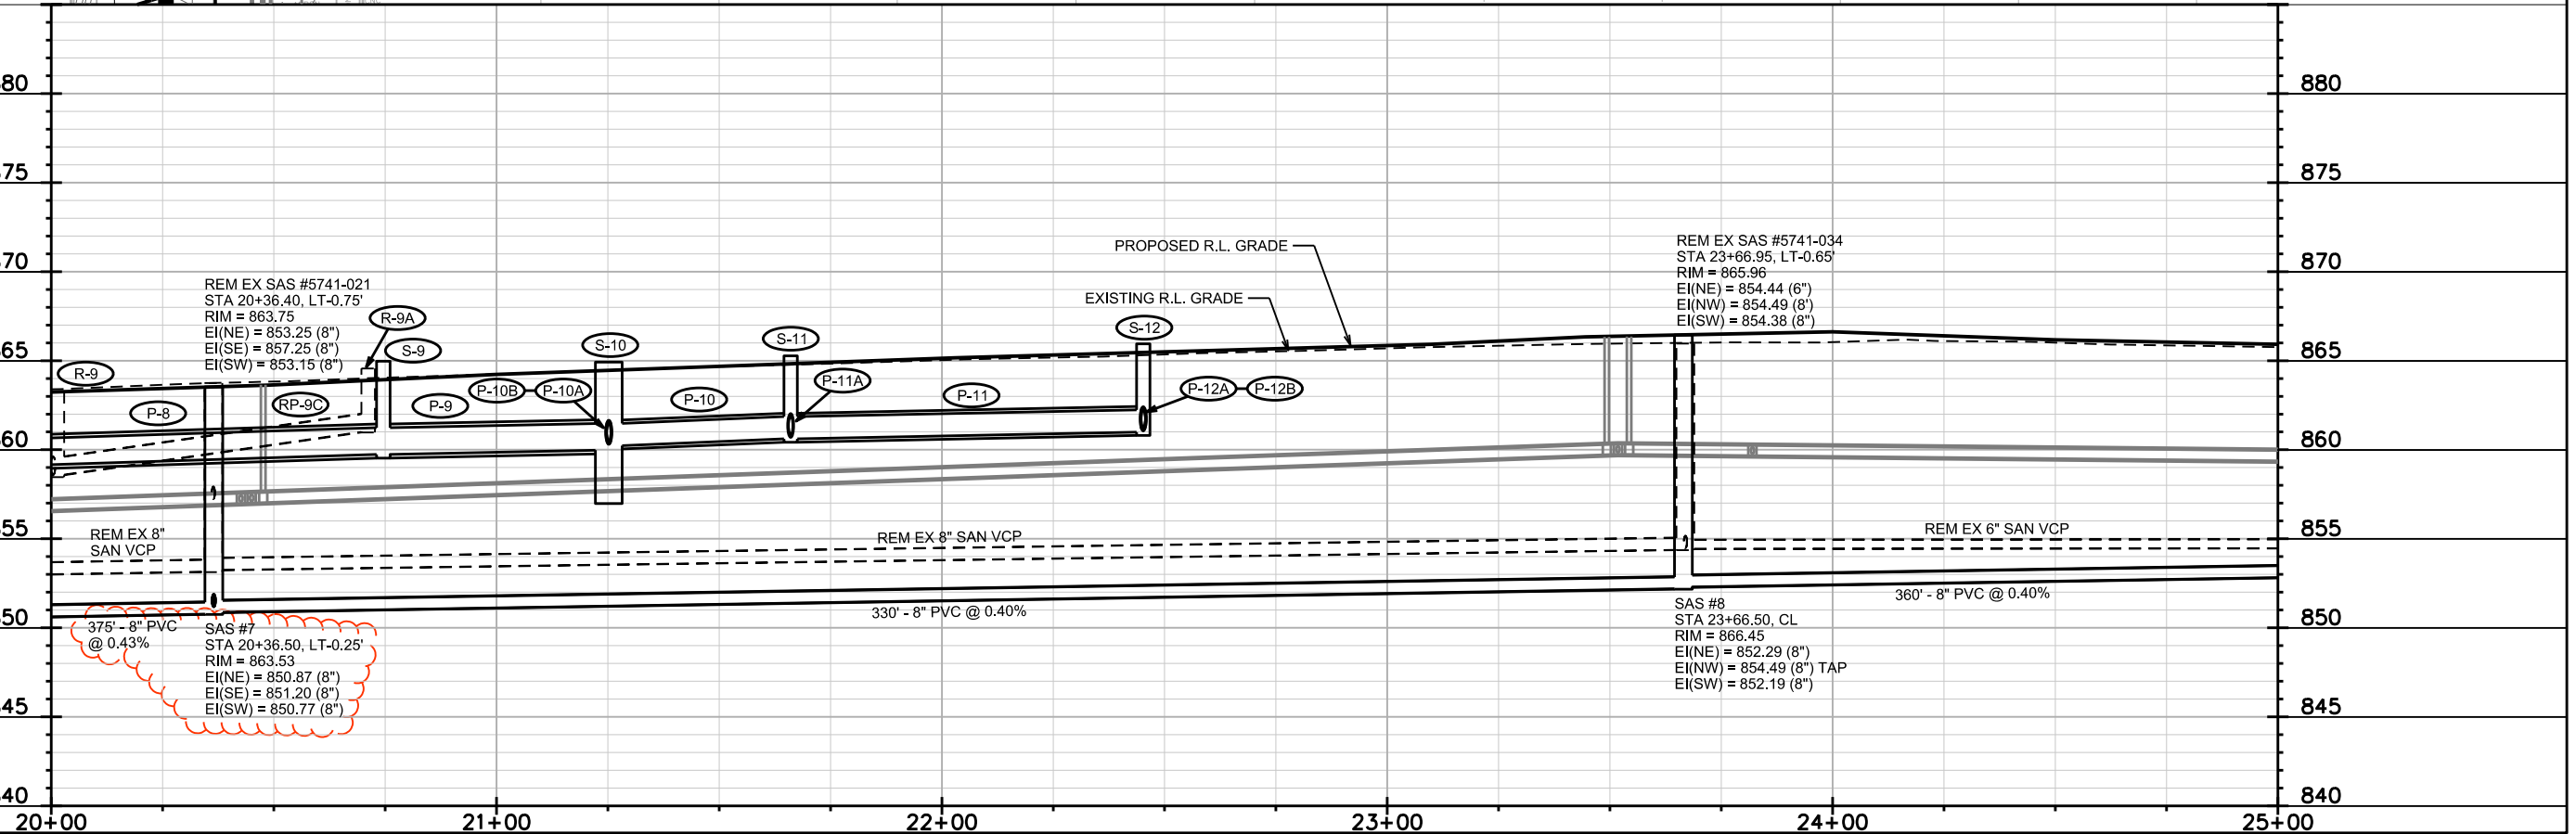 880
875
870
865
860
855
850
845
840
880
875
870
865
860
855
850
845
840
20+00
21+00
22+00
23+00
24+00
25+00
REM EX SAS #5741-021
STA 20+36.40, LT-0.75'
RIM = 863.75
EI(NE) = 853.25 (8")
EI(SE) = 857.25 (8")
EI(SW) = 853.15 (8")
R-9A
R-9
S-9
S-10
S-11
S-12
P-8
RP-9C
P-9
P-10B
P-10A
P-10
P-11A
P-11
P-12A
P-12B
PROPOSED R.L. GRADE
EXISTING R.L. GRADE
REM EX SAS #5741-034
STA 23+66.95, LT-0.65'
RIM = 865.96
EI(NE) = 854.44 (6")
EI(NW) = 854.49 (8')
EI(SW) = 854.38 (8")
REM EX 8"
SAN VCP
REM EX 8" SAN VCP
REM EX 6" SAN VCP
375' - 8" PVC
@ 0.43%
330' - 8" PVC @ 0.40%
360' - 8" PVC @ 0.40%
SAS #7
STA 20+36.50, LT-0.25'
RIM = 863.53
EI(NE) = 850.87 (8")
EI(SE) = 851.20 (8")
EI(SW) = 850.77 (8")
SAS #8
STA 23+66.50, CL
RIM = 866.45
EI(NE) = 852.29 (8")
EI(NW) = 854.49 (8") TAP
EI(SW) = 852.19 (8")